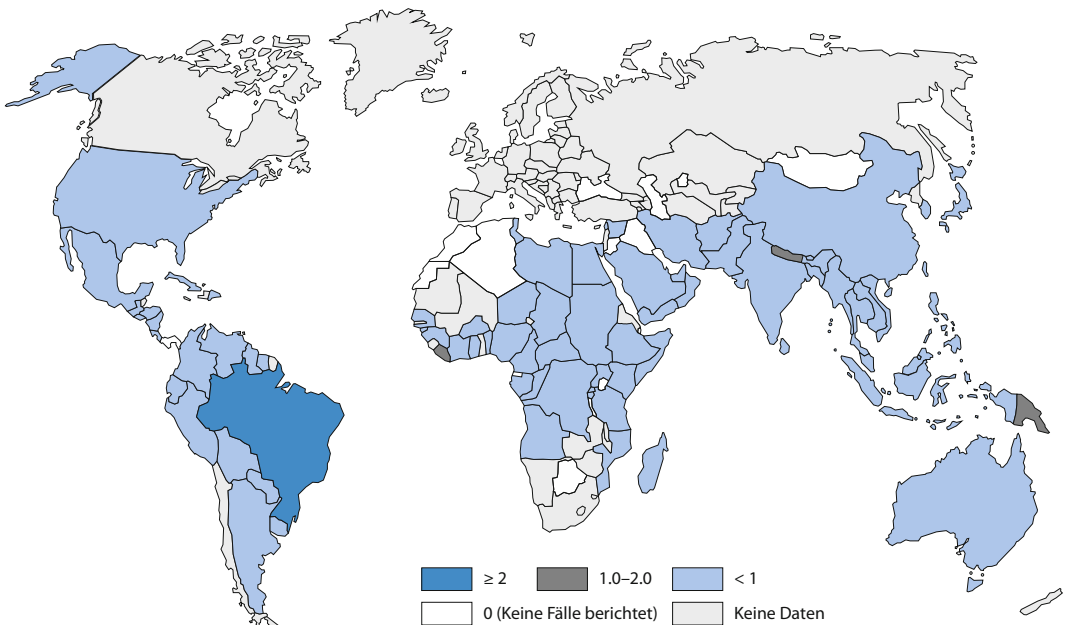 ≥ 2 1.0–2.0 < 1
0 (Keine Fälle berichtet) Keine Daten